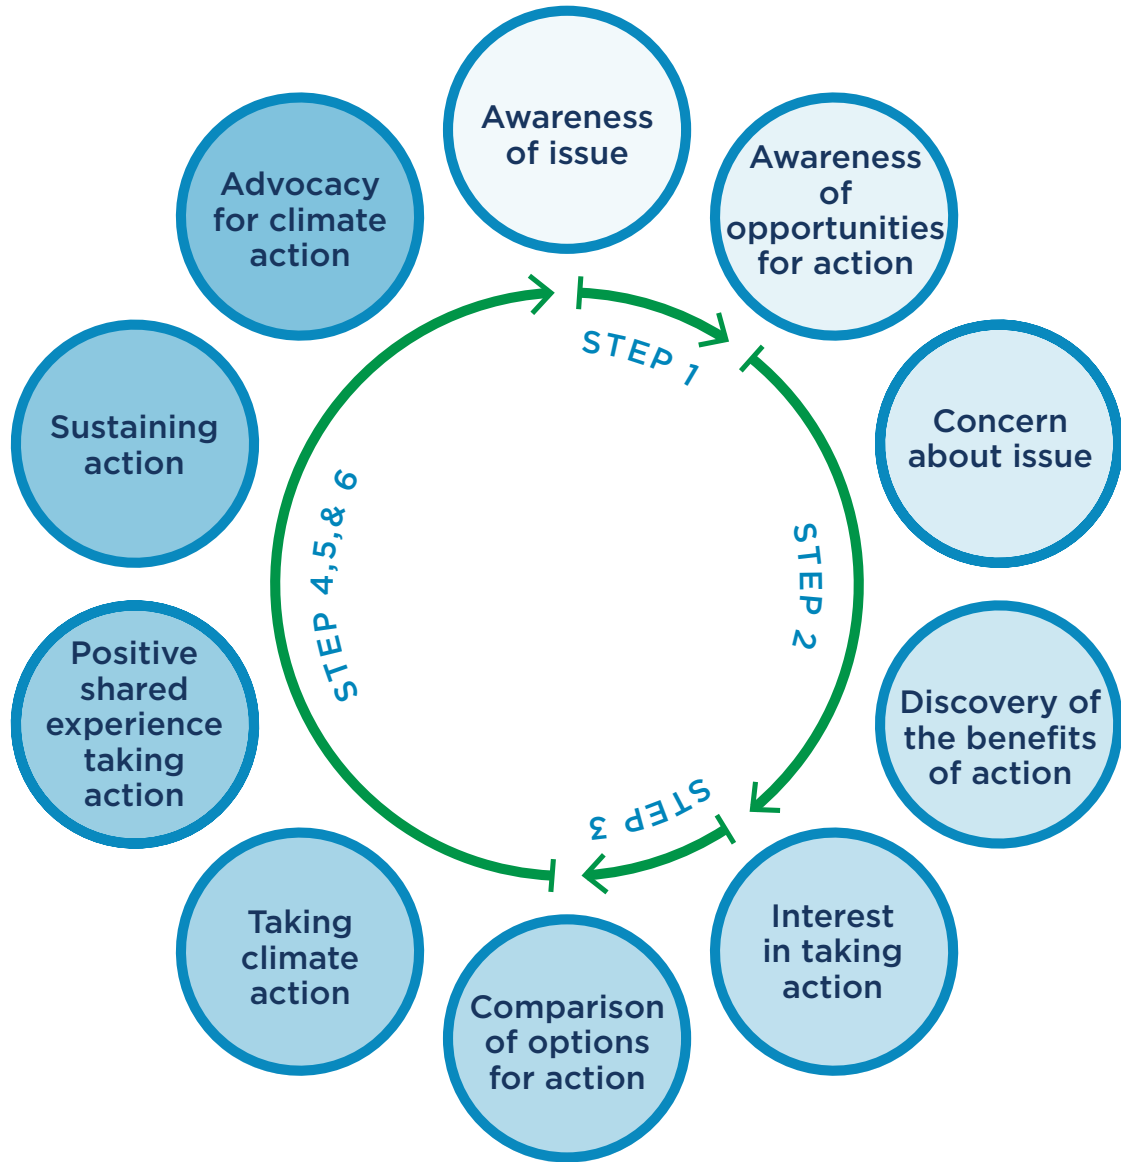 Awareness
of issue
Awareness
of
opportunities
for action
Concern
about issue
Discovery of
the benefits
of action
Interest
in taking
action
Comparison
of options
for action
Taking
climate
action
Positive
shared
experience
taking
action
Sustaining
action
Advocacy
for climate
action
STEP 1
STEP 2
STEP 3
STEP 4,5,& 6